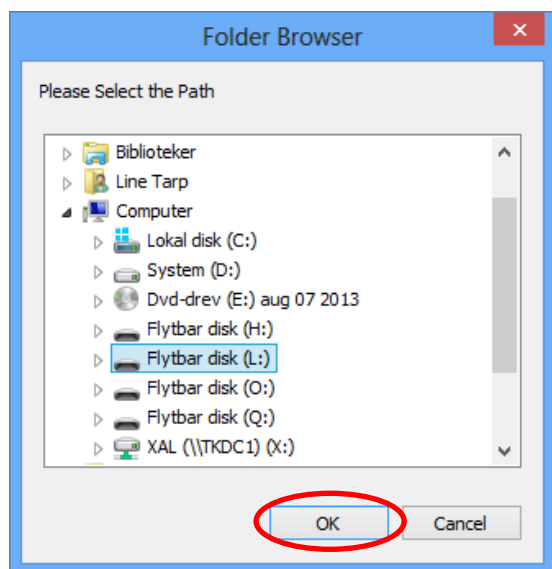 Folder Browser
Please Select the Path
Biblioteker
Line Tarp
Computer
Lokal disk (C:)
System (D:)
Dvd-drev (E:) aug 07 2013
Flytbar disk (H:)
Flytbar disk (L:)
Flytbar disk (O:)
Flytbar disk (Q:)
XAL (\\TKDC1) (X:)
OK Cancel